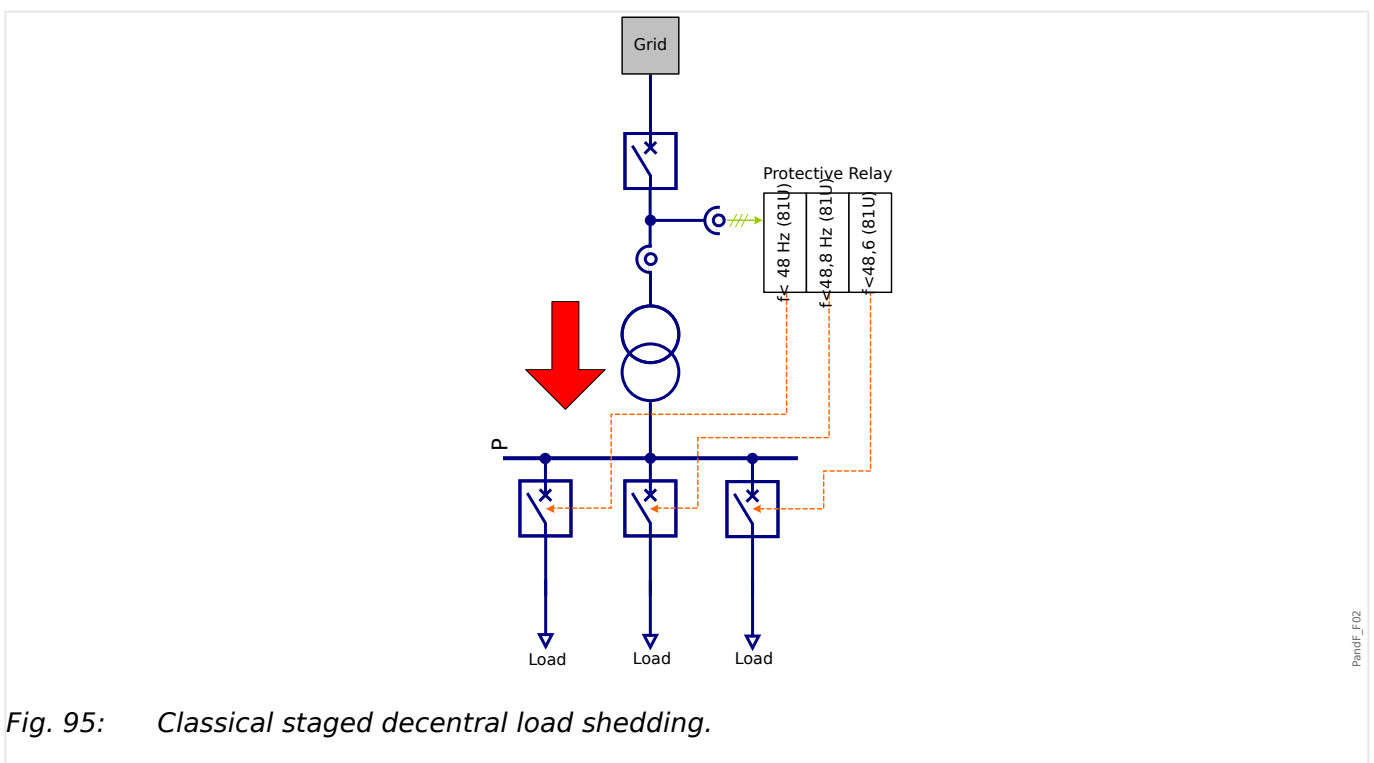 Grid
Protective Relay
f< 48 Hz (81U)
f<48,8 Hz (81U)
f<48,6 (81U)
P
Load
Load
Load
PandF_F02
Fig. 95: Classical staged decentral load shedding.